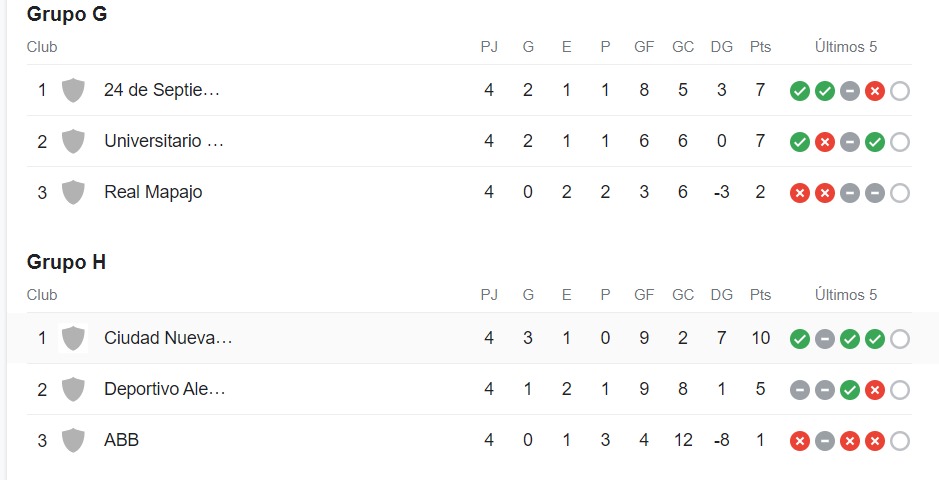 Grupo G
Club PJ G E P GF GC DG Pts Últimos 5
1 24 de Septie... 4 2 1 1 8 5 3 7
2 Universitario ... 4 2 1 1 6 6 0 7
3 Real Mapajo 4 0 2 2 3 6 -3 2
Grupo H
Club PJ G E P GF GC DG Pts Últimos 5
1 Ciudad Nueva... 4 3 1 0 9 2 7 10
2 Deportivo Ale... 4 1 2 1 9 8 1 5
3 ABB 4 0 1 3 4 12 -8 1